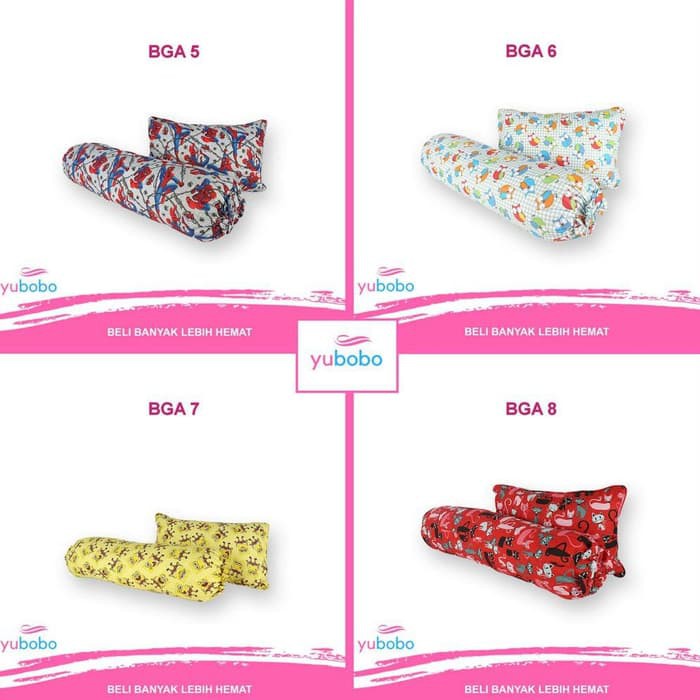 BGA 5
BGA 6
yubobo
yubobo
BELI BANYAK LEBIH HEMAT
BELI BANYAK LEBIH HEMAT
yubobo
BGA 7
BGA 8
yubobo
yubobo
BELI BANYAK LEBIH HEMAT
BELI BANYAK LEBIH HEMAT